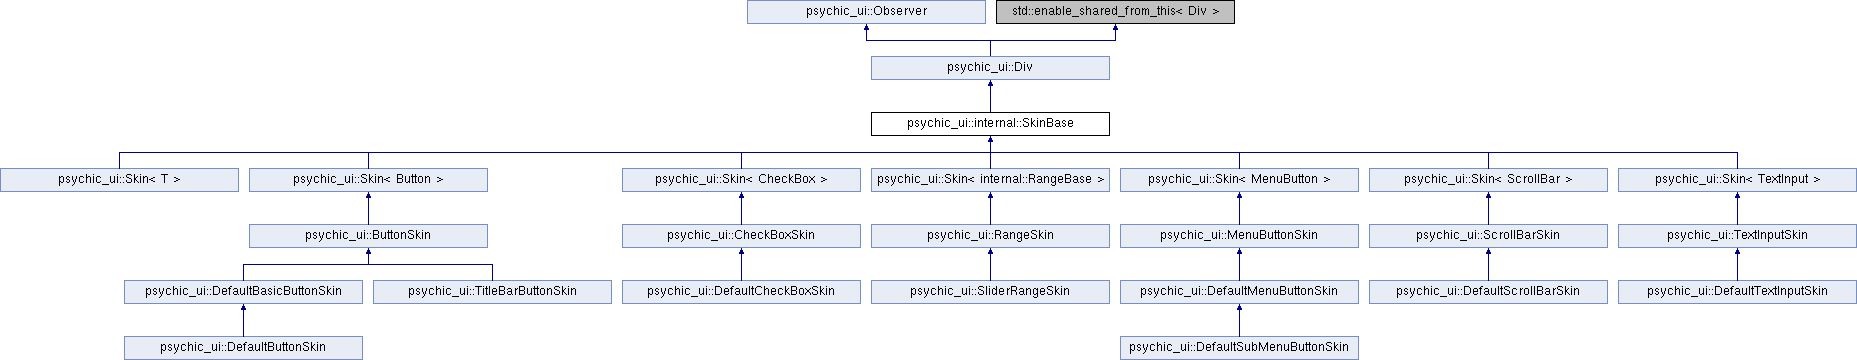 psychic_ui::Observer
std::enable_shared_from_this< Div >
psychic_ui::Div
psychic_ui::internal::SkinBase
psychic_ui::Skin< T >
psychic_ui::Skin< Button >
psychic_ui::Skin< CheckBox >
psychic_ui::Skin< internal::RangeBase >
psychic_ui::Skin< MenuButton >
psychic_ui::Skin< ScrollBar >
psychic_ui::Skin< TextInput >
psychic_ui::ButtonSkin
psychic_ui::CheckBoxSkin
psychic_ui::RangeSkin
psychic_ui::MenuButtonSkin
psychic_ui::ScrollBarSkin
psychic_ui::TextInputSkin
psychic_ui::DefaultBasicButtonSkin
psychic_ui::TitleBarButtonSkin
psychic_ui::DefaultCheckBoxSkin
psychic_ui::SliderRangeSkin
psychic_ui::DefaultMenuButtonSkin
psychic_ui::DefaultScrollBarSkin
psychic_ui::DefaultTextInputSkin
psychic_ui::DefaultButtonSkin
psychic_ui::DefaultSubMenuButtonSkin